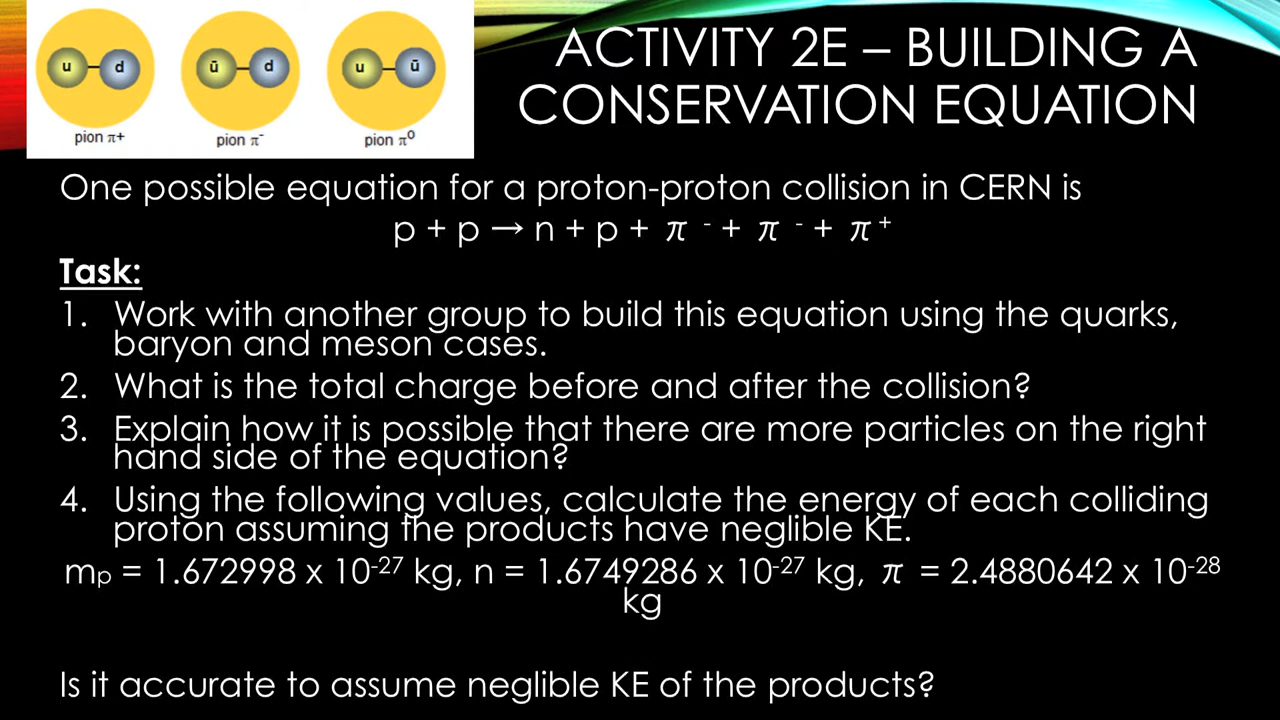 u d ū d u ū
pion π+ pion π⁻ pion π⁰
ACTIVITY 2E – BUILDING A
CONSERVATION EQUATION
One possible equation for a proton-proton collision in CERN is
p + p → n + p + π ⁻ + π ⁻ + π ⁺
Task:
1. Work with another group to build this equation using the quarks,
baryon and meson cases.
2. What is the total charge before and after the collision?
3. Explain how it is possible that there are more particles on the right
hand side of the equation?
4. Using the following values, calculate the energy of each colliding
proton assuming the products have neglible KE.
mₚ = 1.672998 x 10⁻²⁷ kg, n = 1.6749286 x 10⁻²⁷ kg, π = 2.4880642 x 10⁻²⁸
kg
Is it accurate to assume neglible KE of the products?